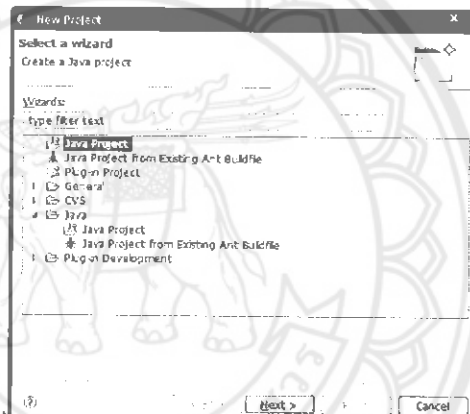 New Project
Select a wizard
Create a Java project
Wizards:
type filter text
Java Project
Java Project from Existing Ant Buildfile
Plug-in Project
General
CVS
Java
Java Project
Java Project from Existing Ant Buildfile
Plug-in Development
Next >
Cancel